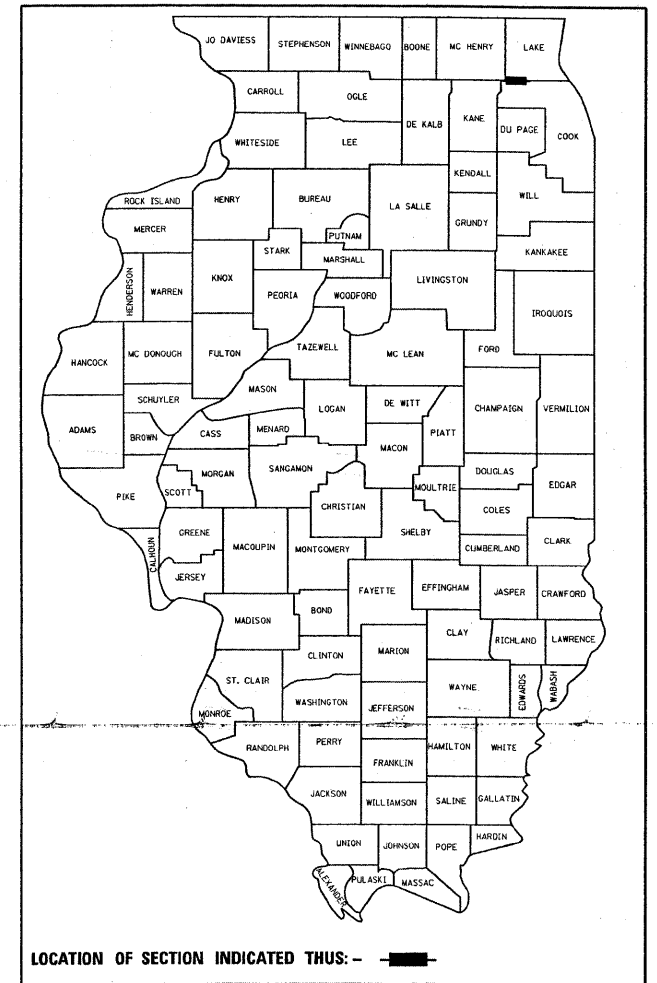 JO DAVIESS STEPHENSON WINNEBAGO BOONE MC HENRY LAKE
CARROLL OGLE
DE KALB KANE DU PAGE COOK
WHITESIDE LEE
KENDALL
WILL
ROCK ISLAND HENRY BUREAU LA SALLE GRUNDY
MERCER PUTNAM
STARK MARSHALL KANKAKEE
HENDERSON WARREN KNOX LIVINGSTON
PEORIA WOODFORD IROQUOIS
HANCOCK MC DONOUGH FULTON TAZEWELL MC LEAN FORD
MASON
SCHUYLER LOGAN DE WITT CHAMPAIGN VERMILION
ADAMS BROWN CASS MENARD MACON PIATT
MORGAN SANGAMON DOUGLAS
PIKE SCOTT CHRISTIAN MOULTRIE EDGAR
COLES
GREENE MACOUPIN MONTGOMERY SHELBY CLARK
CALHOUN CUMBERLAND
JERSEY FAYETTE EFFINGHAM JASPER CRAWFORD
MADISON BOND
CLAY RICHLAND LAWRENCE
CLINTON MARION
ST. CLAIR WAYNE EDWARDS WABASH
MONROE WASHINGTON JEFFERSON
RANDOLPH PERRY HAMILTON WHITE
FRANKLIN
JACKSON WILLIAMSON SALINE GALLATIN
UNION JOHNSON POPE HARDIN
ALEXANDER PULASKI MASSAC
LOCATION OF SECTION INDICATED THUS: -